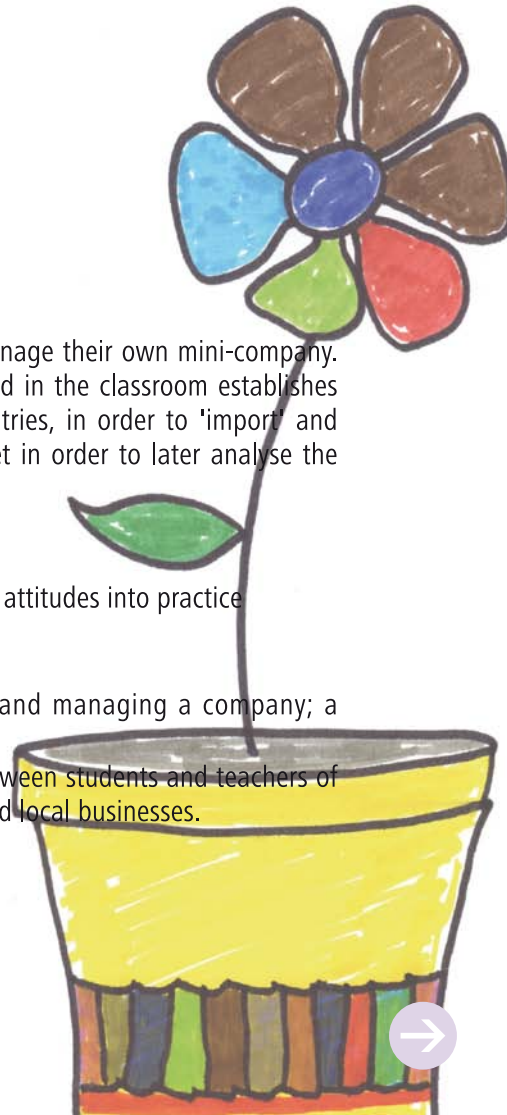 nage their own mini-company.
d in the classroom establishes
tries, in order to 'import' and
et in order to later analyse the
attitudes into practice
and managing a company; a
ween students and teachers of
d local businesses.